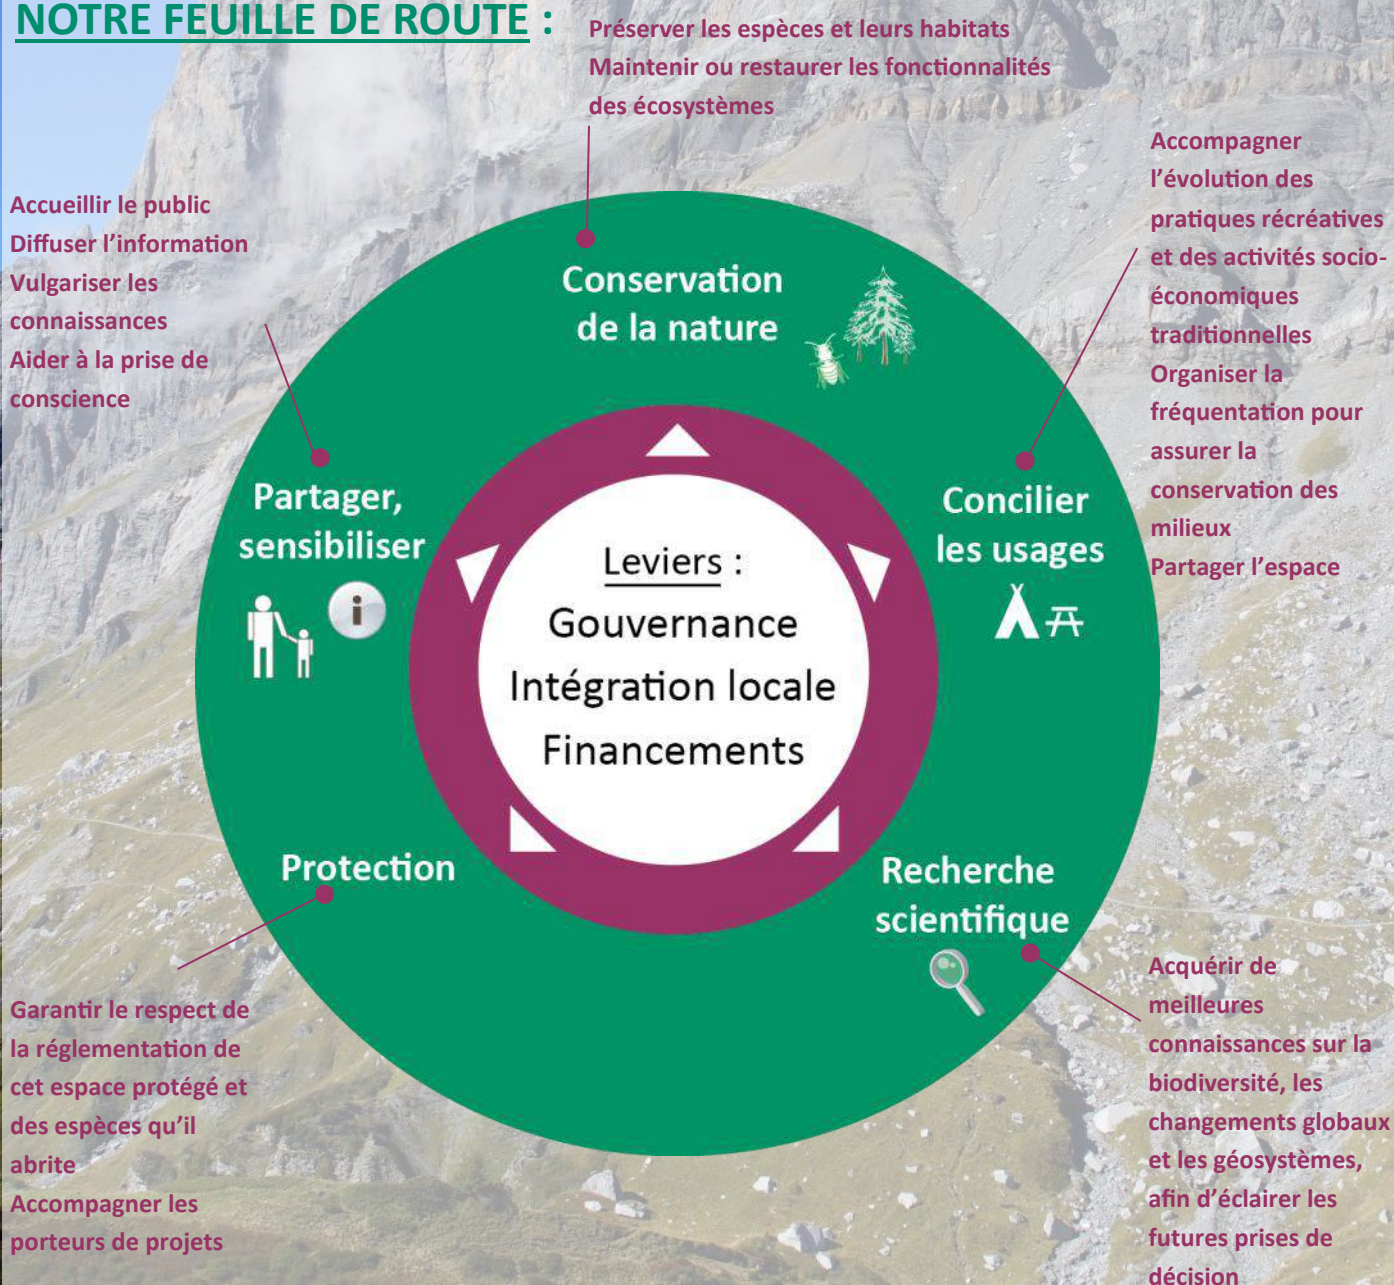 NOTRE FEUILLE DE ROUTE :
Préserver les espèces et leurs habitats
Maintenir ou restaurer les fonctionnalités
des écosystèmes
Accueillir le public
Diffuser l’information
Vulgariser les
connaissances
Aider à la prise de
conscience
Accompagner
l’évolution des
pratiques récréatives
et des activités socio-
économiques
traditionnelles
Organiser la
fréquentation pour
assurer la
conservation des
milieux
Partager l’espace
Conservation
de la nature
Partager,
sensibiliser
i
Concilier
les usages
Leviers :
Gouvernance
Intégration locale
Financements
Protection
Recherche
scientifique
Garantir le respect de
la réglementation de
cet espace protégé et
des espèces qu’il
abrite
Accompagner les
porteurs de projets
Acquérir de
meilleures
connaissances sur la
biodiversité, les
changements globaux
et les géosystèmes,
afin d’éclairer les
futures prises de
décision